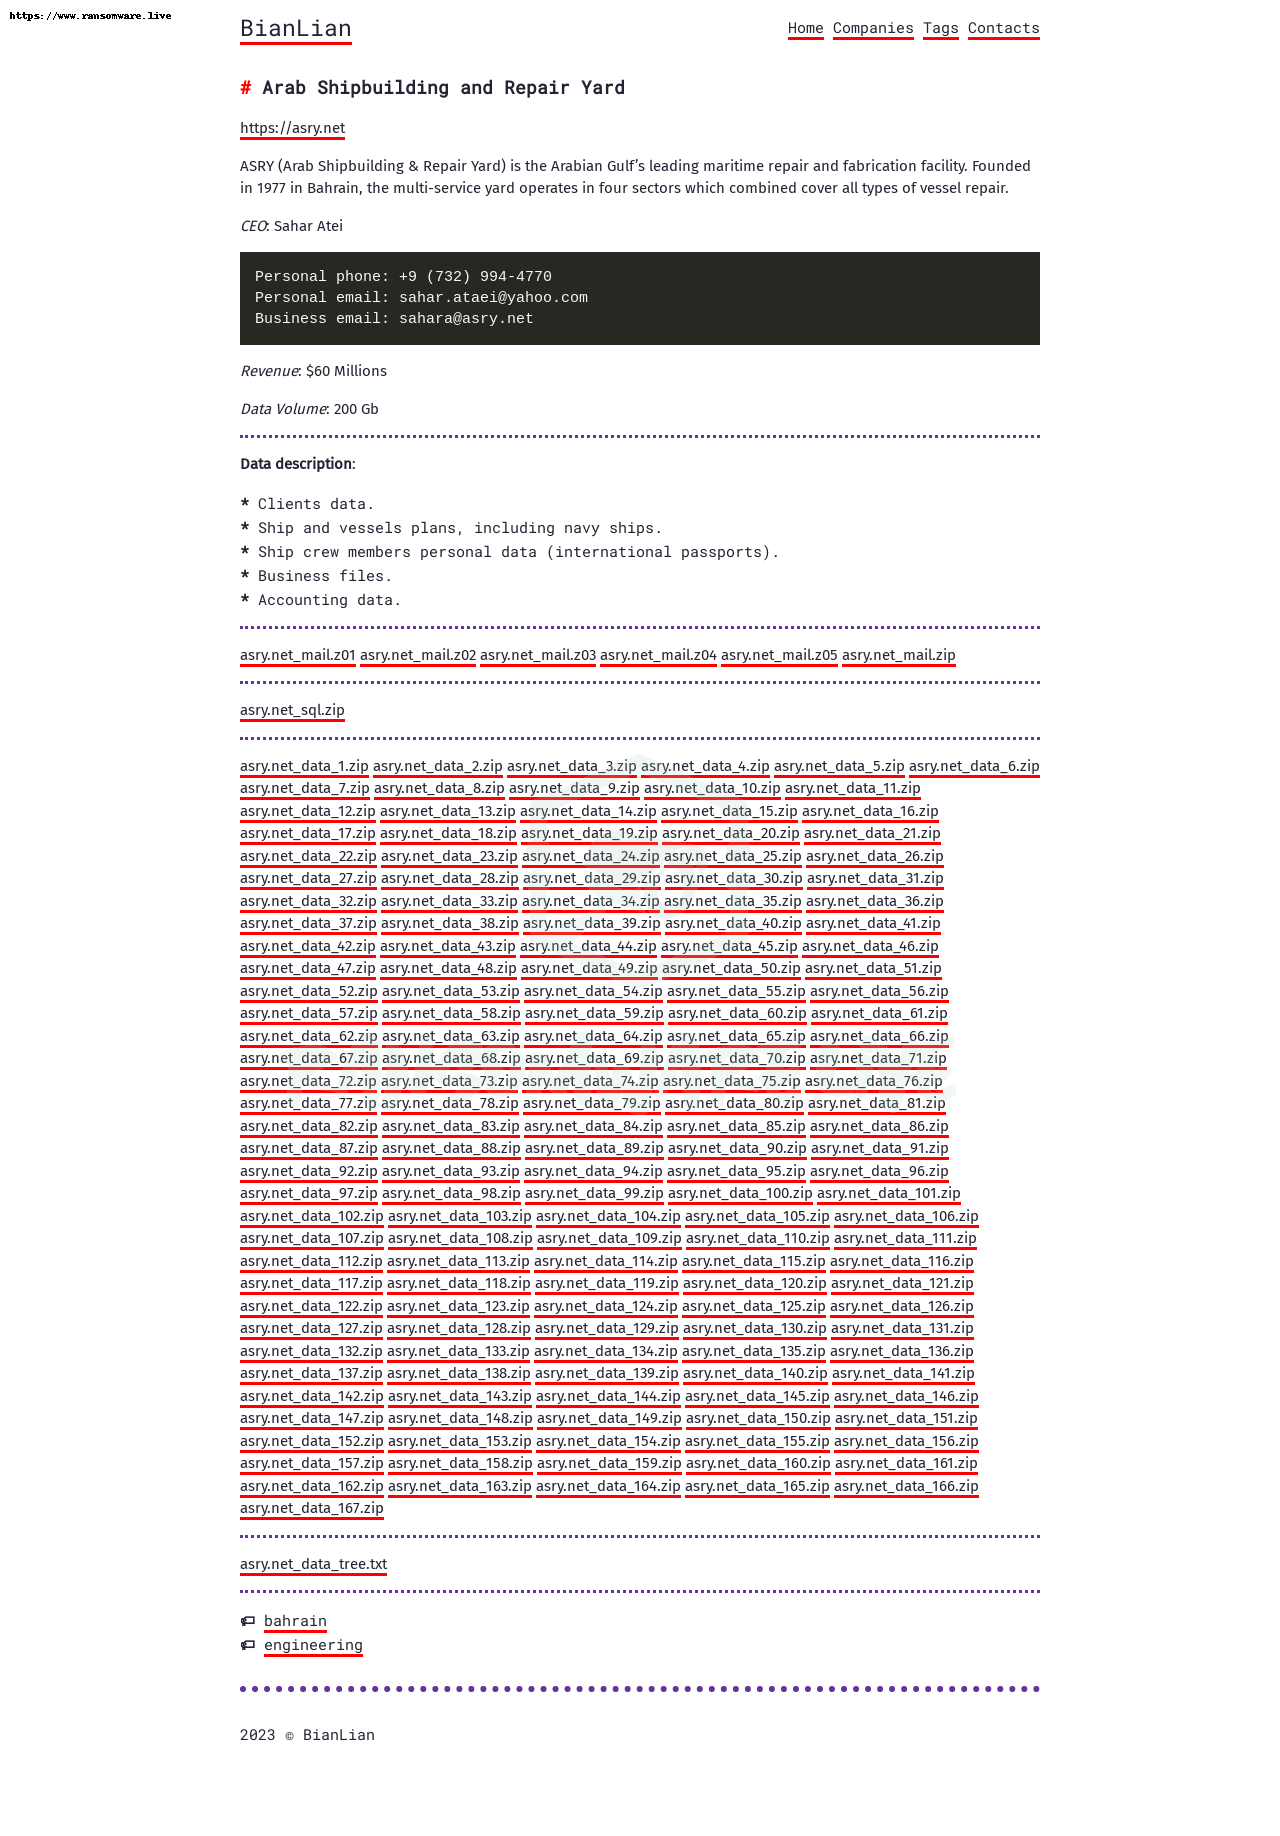 https://www.ransomware.live
BianLian
Home Companies Tags Contacts
# Arab Shipbuilding and Repair Yard
https://asry.net
ASRY (Arab Shipbuilding & Repair Yard) is the Arabian Gulf’s leading maritime repair and fabrication facility. Founded
in 1977 in Bahrain, the multi-service yard operates in four sectors which combined cover all types of vessel repair.
CEO: Sahar Atei
Personal phone: +9 (732) 994-4770
Personal email: sahar.ataei@yahoo.com
Business email: sahara@asry.net
Revenue: $60 Millions
Data Volume: 200 Gb
Data description:
* Clients data.
* Ship and vessels plans, including navy ships.
* Ship crew members personal data (international passports).
* Business files.
* Accounting data.
asry.net_mail.z01 asry.net_mail.z02 asry.net_mail.z03 asry.net_mail.z04 asry.net_mail.z05 asry.net_mail.zip
asry.net_sql.zip
asry.net_data_1.zip asry.net_data_2.zip asry.net_data_3.zip asry.net_data_4.zip asry.net_data_5.zip asry.net_data_6.zip
asry.net_data_7.zip asry.net_data_8.zip asry.net_data_9.zip asry.net_data_10.zip asry.net_data_11.zip
asry.net_data_12.zip asry.net_data_13.zip asry.net_data_14.zip asry.net_data_15.zip asry.net_data_16.zip
asry.net_data_17.zip asry.net_data_18.zip asry.net_data_19.zip asry.net_data_20.zip asry.net_data_21.zip
asry.net_data_22.zip asry.net_data_23.zip asry.net_data_24.zip asry.net_data_25.zip asry.net_data_26.zip
asry.net_data_27.zip asry.net_data_28.zip asry.net_data_29.zip asry.net_data_30.zip asry.net_data_31.zip
asry.net_data_32.zip asry.net_data_33.zip asry.net_data_34.zip asry.net_data_35.zip asry.net_data_36.zip
asry.net_data_37.zip asry.net_data_38.zip asry.net_data_39.zip asry.net_data_40.zip asry.net_data_41.zip
asry.net_data_42.zip asry.net_data_43.zip asry.net_data_44.zip asry.net_data_45.zip asry.net_data_46.zip
asry.net_data_47.zip asry.net_data_48.zip asry.net_data_49.zip asry.net_data_50.zip asry.net_data_51.zip
asry.net_data_52.zip asry.net_data_53.zip asry.net_data_54.zip asry.net_data_55.zip asry.net_data_56.zip
asry.net_data_57.zip asry.net_data_58.zip asry.net_data_59.zip asry.net_data_60.zip asry.net_data_61.zip
asry.net_data_62.zip asry.net_data_63.zip asry.net_data_64.zip asry.net_data_65.zip asry.net_data_66.zip
asry.net_data_67.zip asry.net_data_68.zip asry.net_data_69.zip asry.net_data_70.zip asry.net_data_71.zip
asry.net_data_72.zip asry.net_data_73.zip asry.net_data_74.zip asry.net_data_75.zip asry.net_data_76.zip
asry.net_data_77.zip asry.net_data_78.zip asry.net_data_79.zip asry.net_data_80.zip asry.net_data_81.zip
asry.net_data_82.zip asry.net_data_83.zip asry.net_data_84.zip asry.net_data_85.zip asry.net_data_86.zip
asry.net_data_87.zip asry.net_data_88.zip asry.net_data_89.zip asry.net_data_90.zip asry.net_data_91.zip
asry.net_data_92.zip asry.net_data_93.zip asry.net_data_94.zip asry.net_data_95.zip asry.net_data_96.zip
asry.net_data_97.zip asry.net_data_98.zip asry.net_data_99.zip asry.net_data_100.zip asry.net_data_101.zip
asry.net_data_102.zip asry.net_data_103.zip asry.net_data_104.zip asry.net_data_105.zip asry.net_data_106.zip
asry.net_data_107.zip asry.net_data_108.zip asry.net_data_109.zip asry.net_data_110.zip asry.net_data_111.zip
asry.net_data_112.zip asry.net_data_113.zip asry.net_data_114.zip asry.net_data_115.zip asry.net_data_116.zip
asry.net_data_117.zip asry.net_data_118.zip asry.net_data_119.zip asry.net_data_120.zip asry.net_data_121.zip
asry.net_data_122.zip asry.net_data_123.zip asry.net_data_124.zip asry.net_data_125.zip asry.net_data_126.zip
asry.net_data_127.zip asry.net_data_128.zip asry.net_data_129.zip asry.net_data_130.zip asry.net_data_131.zip
asry.net_data_132.zip asry.net_data_133.zip asry.net_data_134.zip asry.net_data_135.zip asry.net_data_136.zip
asry.net_data_137.zip asry.net_data_138.zip asry.net_data_139.zip asry.net_data_140.zip asry.net_data_141.zip
asry.net_data_142.zip asry.net_data_143.zip asry.net_data_144.zip asry.net_data_145.zip asry.net_data_146.zip
asry.net_data_147.zip asry.net_data_148.zip asry.net_data_149.zip asry.net_data_150.zip asry.net_data_151.zip
asry.net_data_152.zip asry.net_data_153.zip asry.net_data_154.zip asry.net_data_155.zip asry.net_data_156.zip
asry.net_data_157.zip asry.net_data_158.zip asry.net_data_159.zip asry.net_data_160.zip asry.net_data_161.zip
asry.net_data_162.zip asry.net_data_163.zip asry.net_data_164.zip asry.net_data_165.zip asry.net_data_166.zip
asry.net_data_167.zip
asry.net_data_tree.txt
bahrain
engineering
2023 © BianLian